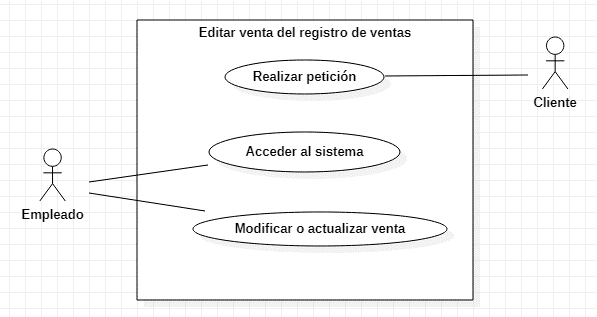 Editar venta del registro de ventas
Realizar petición
Cliente
Acceder al sistema
Empleado
Modificar o actualizar venta